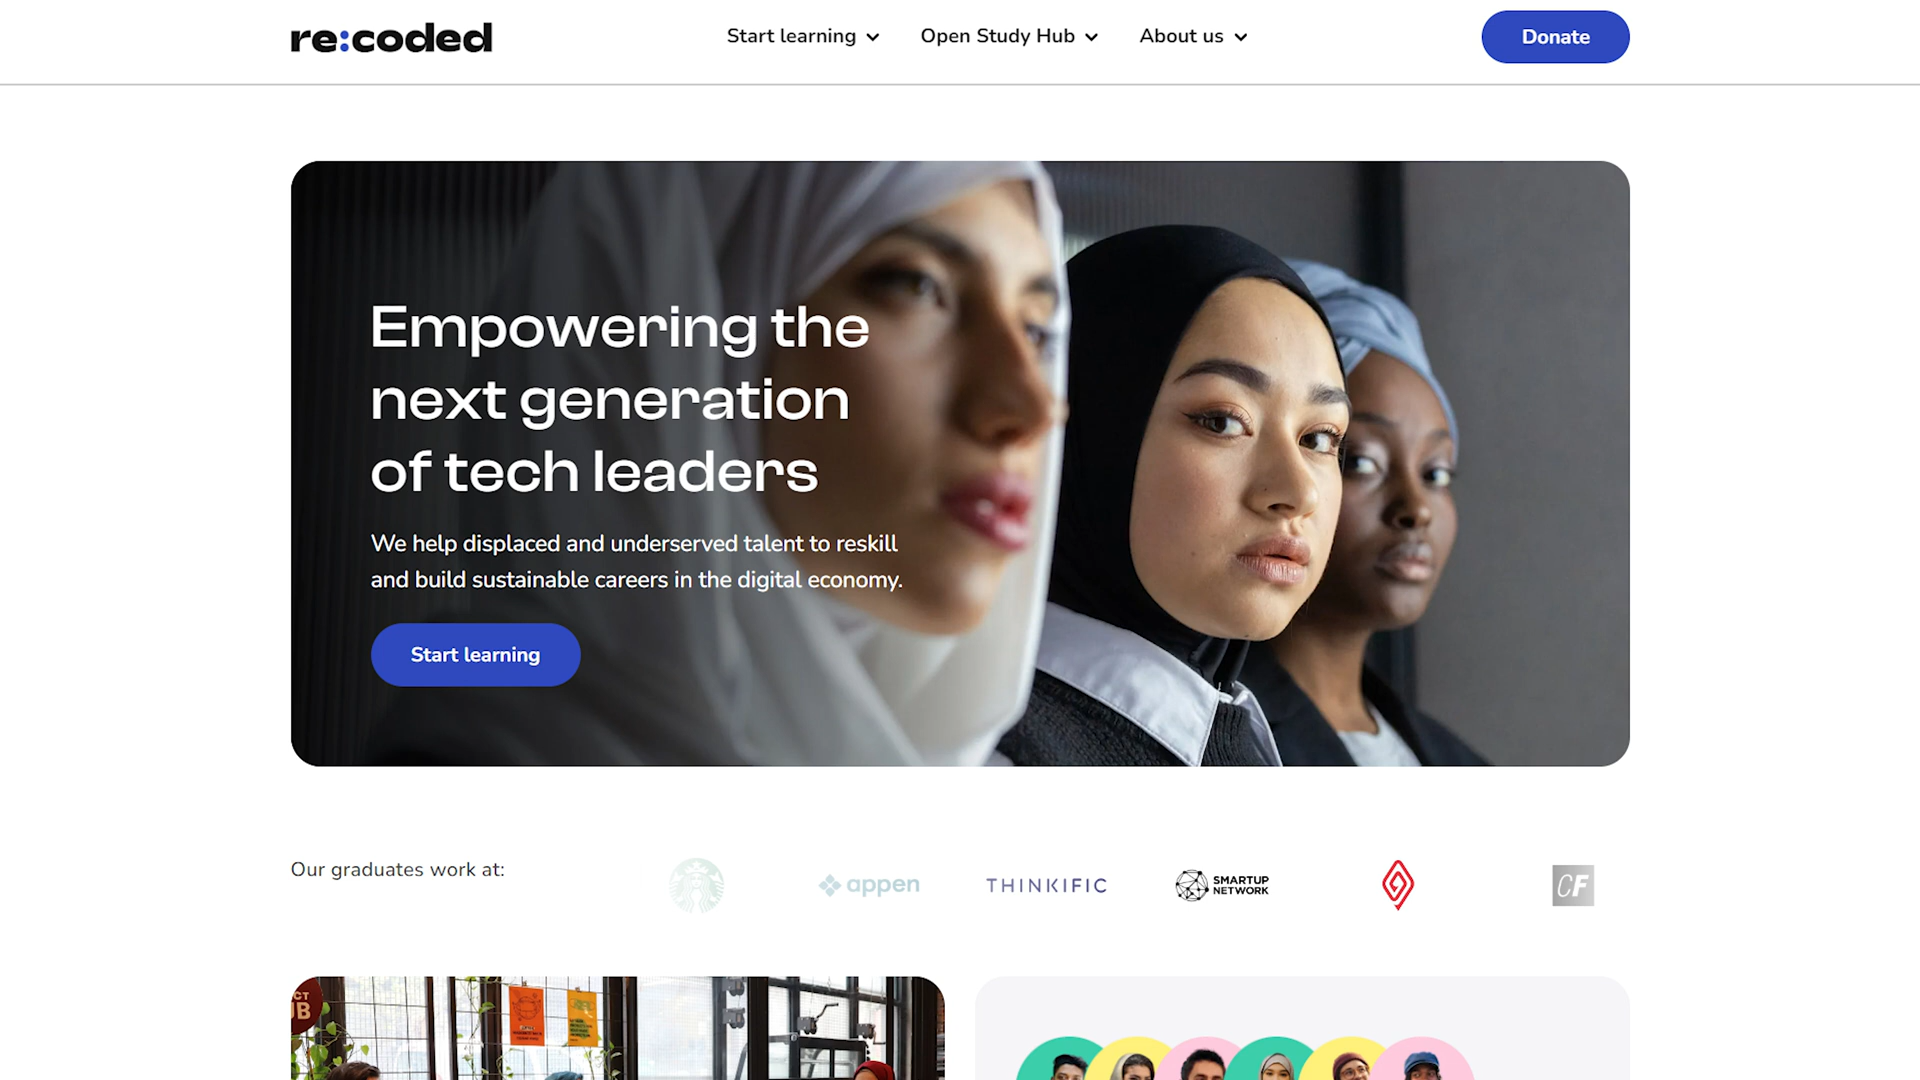 re:coded
Start learning
Open Study Hub
About us
Donate
Empowering the
next generation
of tech leaders
We help displaced and underserved talent to reskill
and build sustainable careers in the digital economy.
Start learning
Our graduates work at:
appen
THINKIFIC
SMARTUP
NETWORK
CF